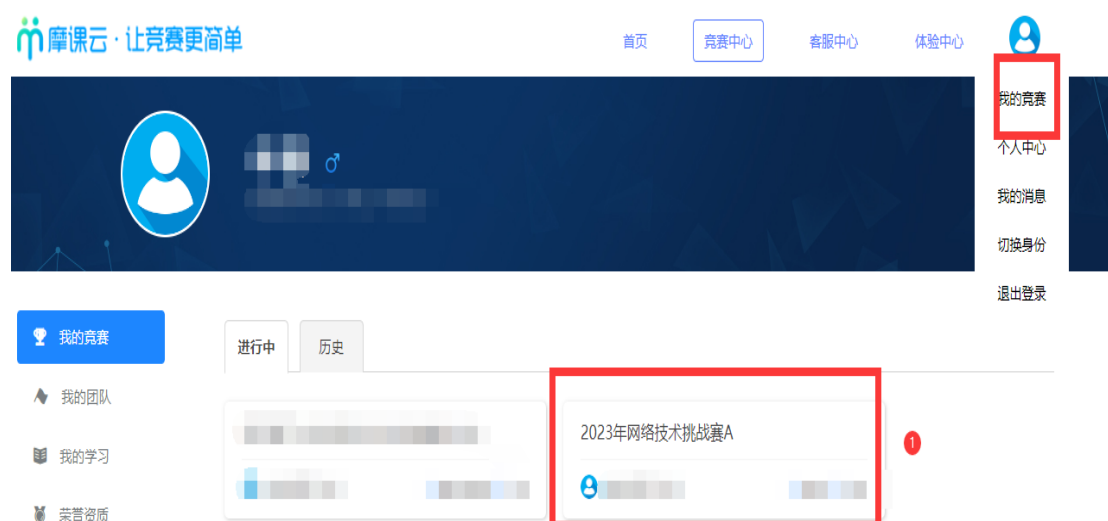 摩课云·让竞赛更简单
首页 竞赛中心 客服中心 体验中心
我的竞赛
个人中心
我的消息
切换身份
退出登录
我的竞赛
进行中 历史
我的团队
2023年网络技术挑战赛A
1
我的学习
荣誉资质